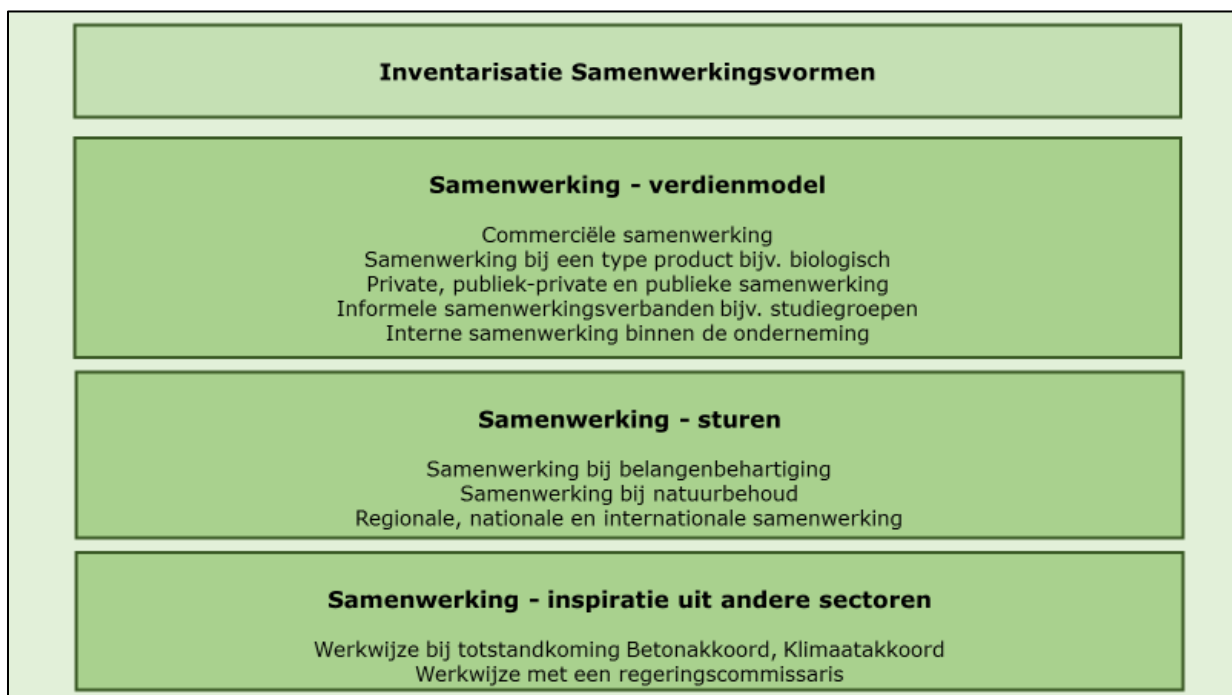 Inventarisatie Samenwerkingsvormen
Samenwerking - verdienmodel
Commerciële samenwerking
Samenwerking bij een type product bijv. biologisch
Private, publiek-private en publieke samenwerking
Informele samenwerkingsverbanden bijv. studiegroepen
Interne samenwerking binnen de onderneming
Samenwerking - sturen
Samenwerking bij belangenbehartiging
Samenwerking bij natuurbehoud
Regionale, nationale en internationale samenwerking
Samenwerking - inspiratie uit andere sectoren
Werkwijze bij totstandkoming Betonakkoord, Klimaatakkoord
Werkwijze met een regeringscommissaris